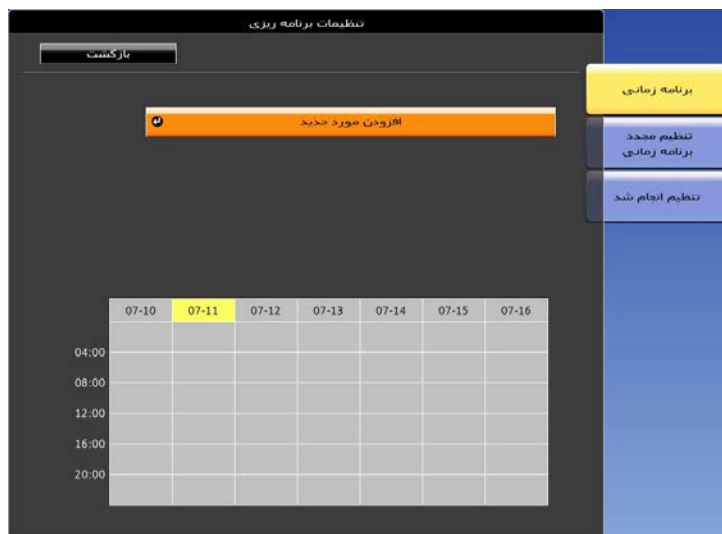 تنظیمات برنامه ریزی
بازگشت
برنامه زمانی
افزودن مورد جدید
تنظیم مجدد
برنامه زمانی
تنظیم انجام شد
07-10 07-11 07-12 07-13 07-14 07-15 07-16
04:00
08:00
12:00
16:00
20:00